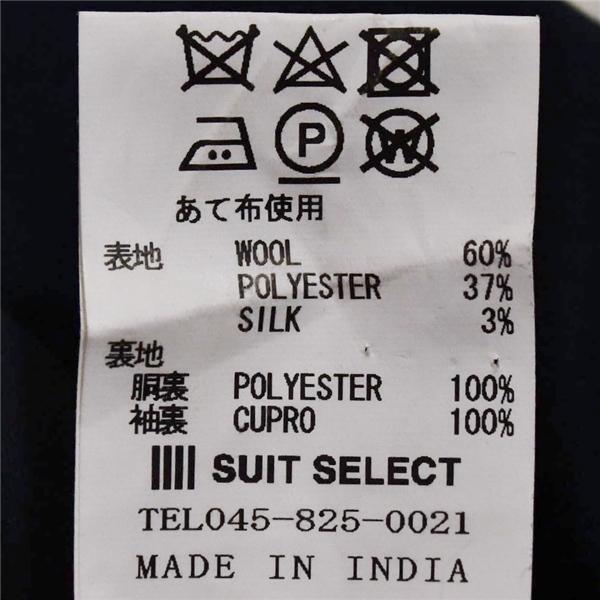 P W
あて布使用
表地 WOOL 60%
POLYESTER 37%
SILK 3%
裏地
胴裏 POLYESTER 100%
袖裏 CUPRO 100%
SUIT SELECT
TEL045-825-0021
MADE IN INDIA